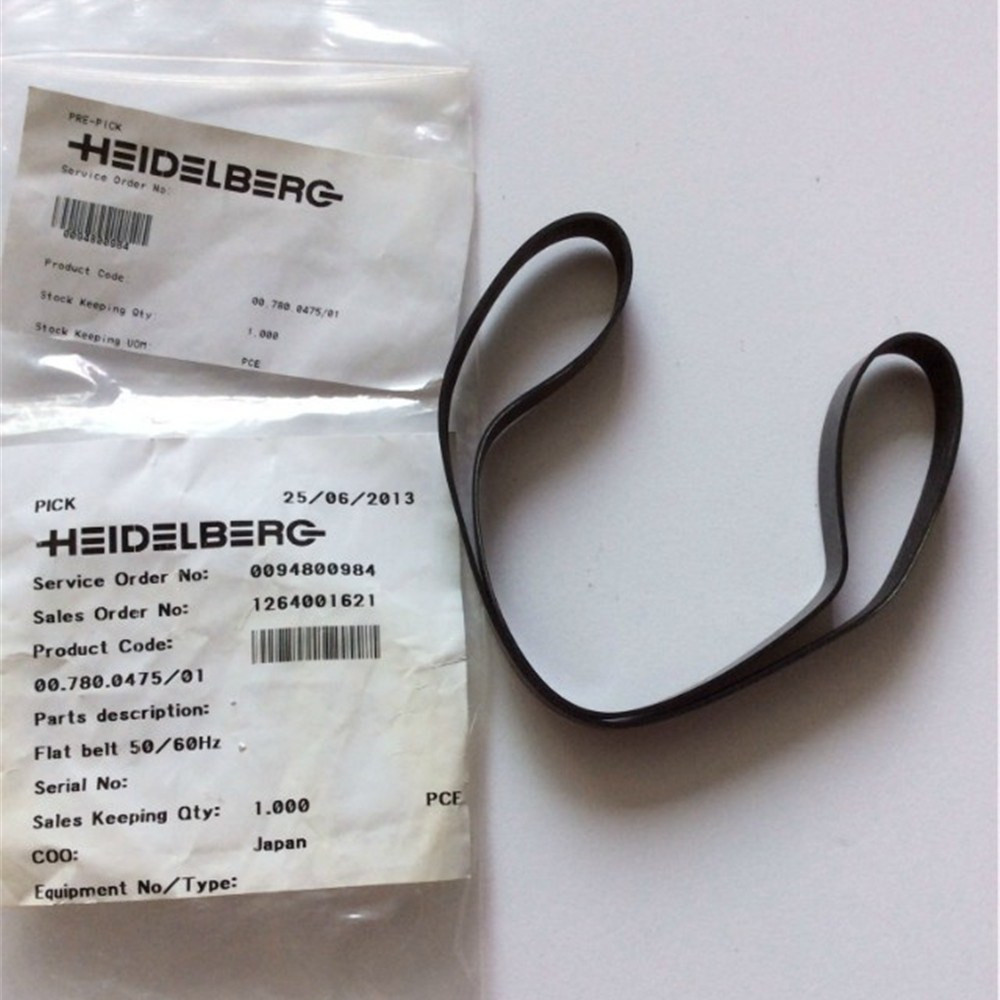 PRE-PICK
HEIDELBERG
Service Order No:
0094800984
Product Code:
00.780.0475/01
Stock Keeping Qty:
1.000
Stock Keeping UOM:
PCE
PICK 25/06/2013
HEIDELBERG
Service Order No: 0094800984
Sales Order No: 1264001621
Product Code:
00.780.0475/01
Parts description:
Flat belt 50/60Hz
Serial No:
Sales Keeping Qty: 1.000 PCE
COO: Japan
Equipment No/Type: